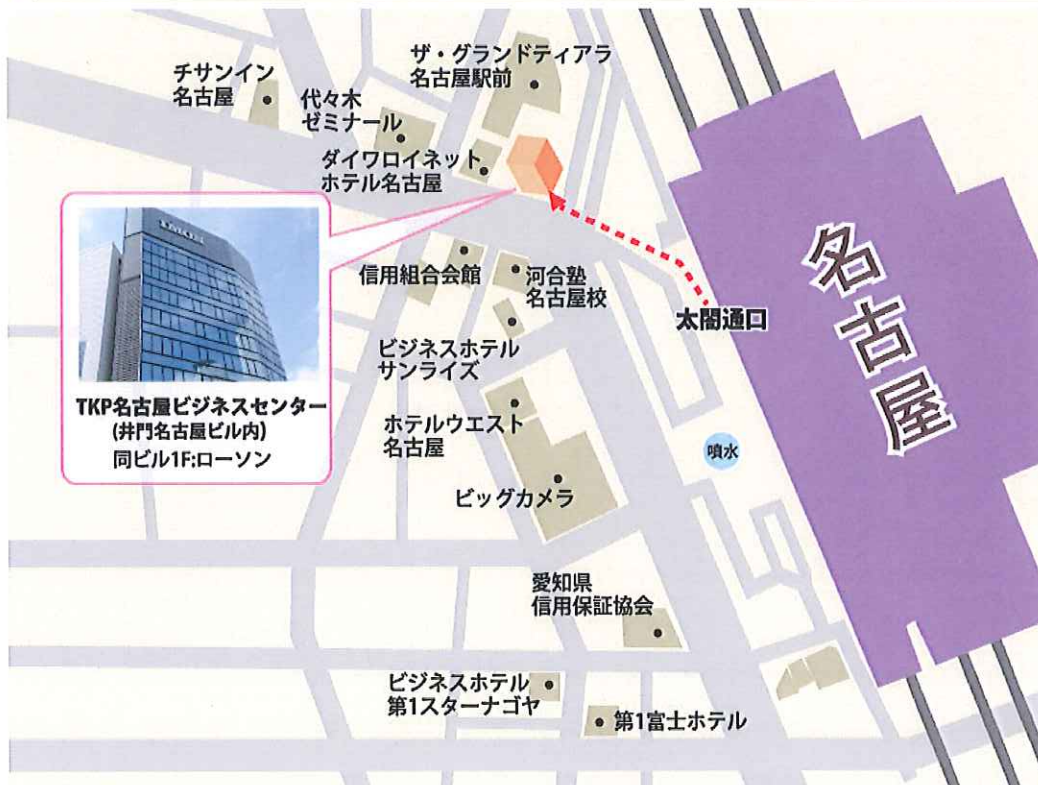 ザ・グランドティアラ
名古屋駅前
チサンイン
名古屋
代々木
ゼミナール
ダイワロイネット
ホテル名古屋
信用組合会館
河合塾
名古屋校
太閤通口
名古屋
ビジネスホテル
サンライズ
TKP名古屋ビジネスセンター
(井門名古屋ビル内)
同ビル1F:ローソン
ホテルウエスト
名古屋
噴水
ビッグカメラ
愛知県
信用保証協会
ビジネスホテル
第1スターナゴヤ
第1富士ホテル